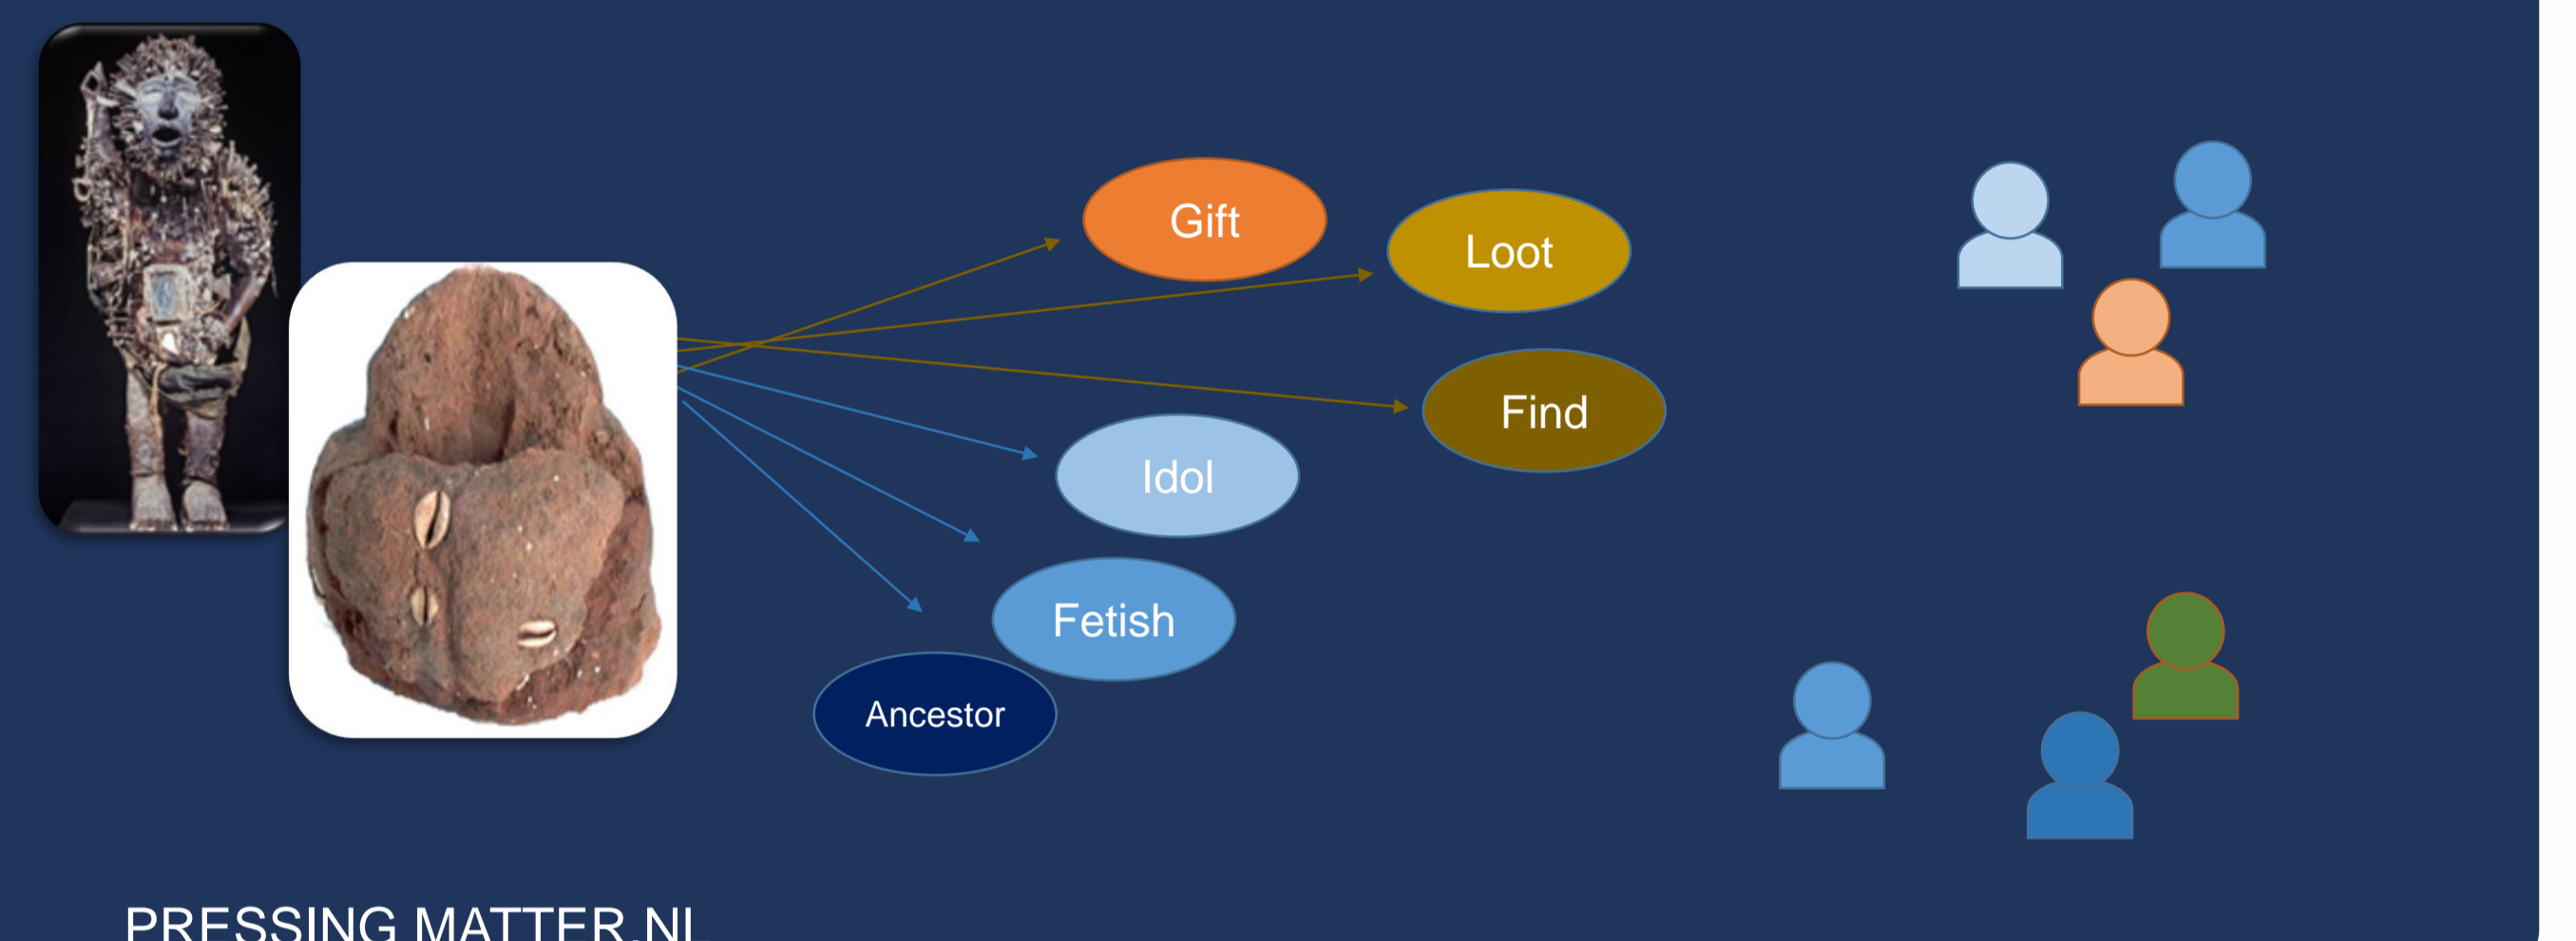 Gift
Loot
Find
Idol
Fetish
Ancestor
PRESSING MATTER.NL